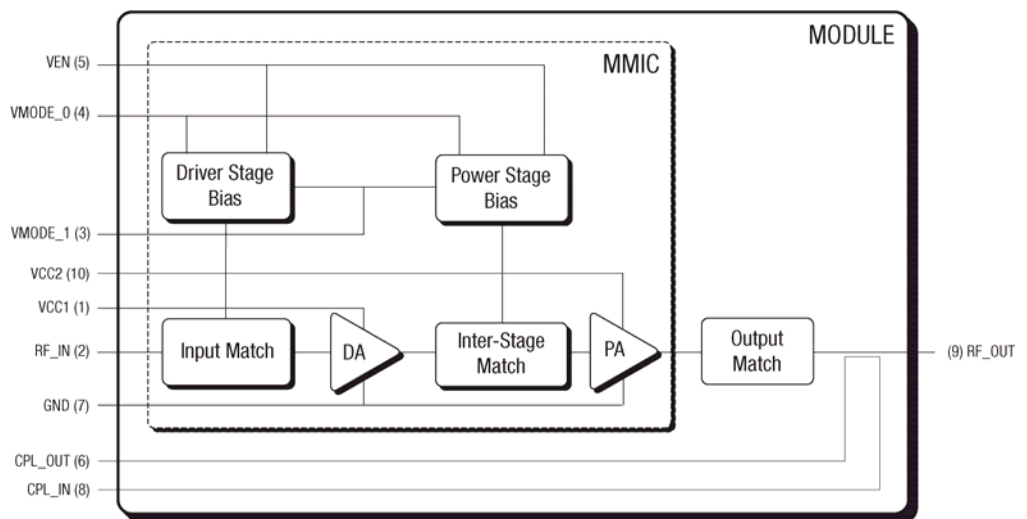 MODULE
MMIC
VEN (5)
VMODE_0 (4)
Driver Stage
Bias
Power Stage
Bias
VMODE_1 (3)
VCC2 (10)
VCC1 (1)
RF_IN (2)
Input Match
DA
Inter-Stage
Match
PA
Output
Match
(9) RF_OUT
GND (7)
CPL_OUT (6)
CPL_IN (8)